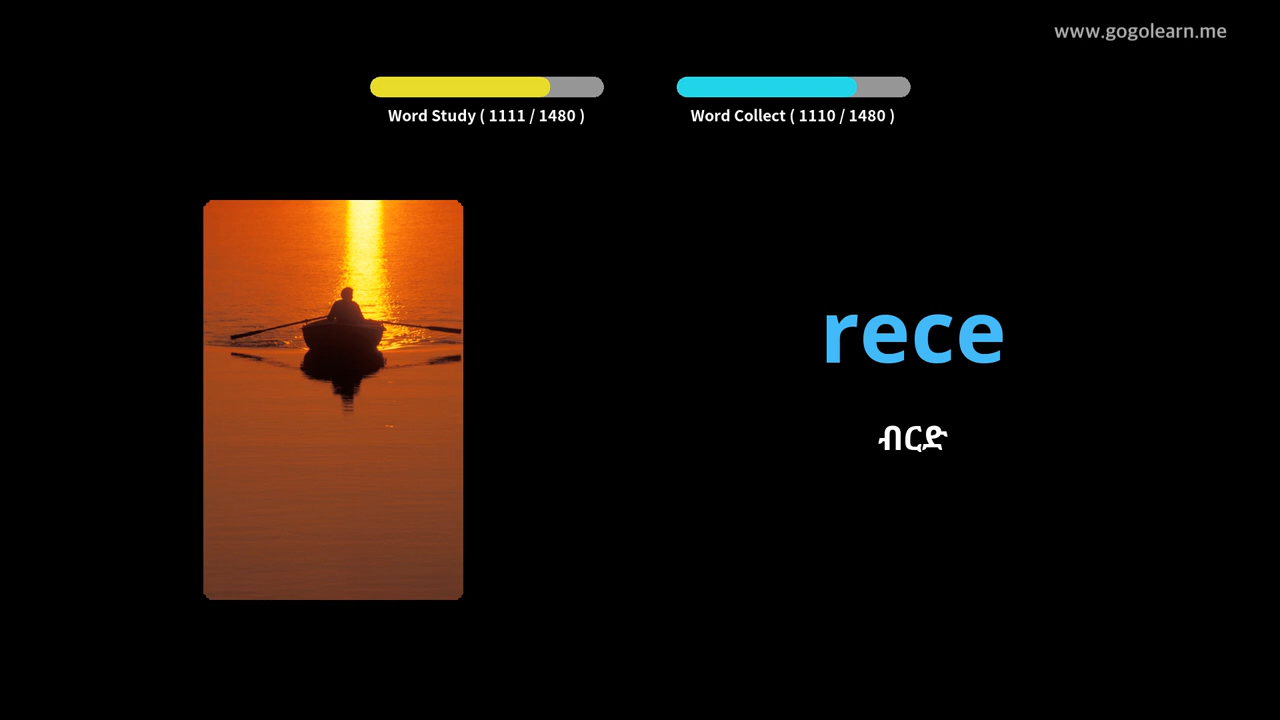 www.gogolearn.me
Word Study ( 1111 / 1480 )
Word Collect ( 1110 / 1480 )
rece
ብርድ